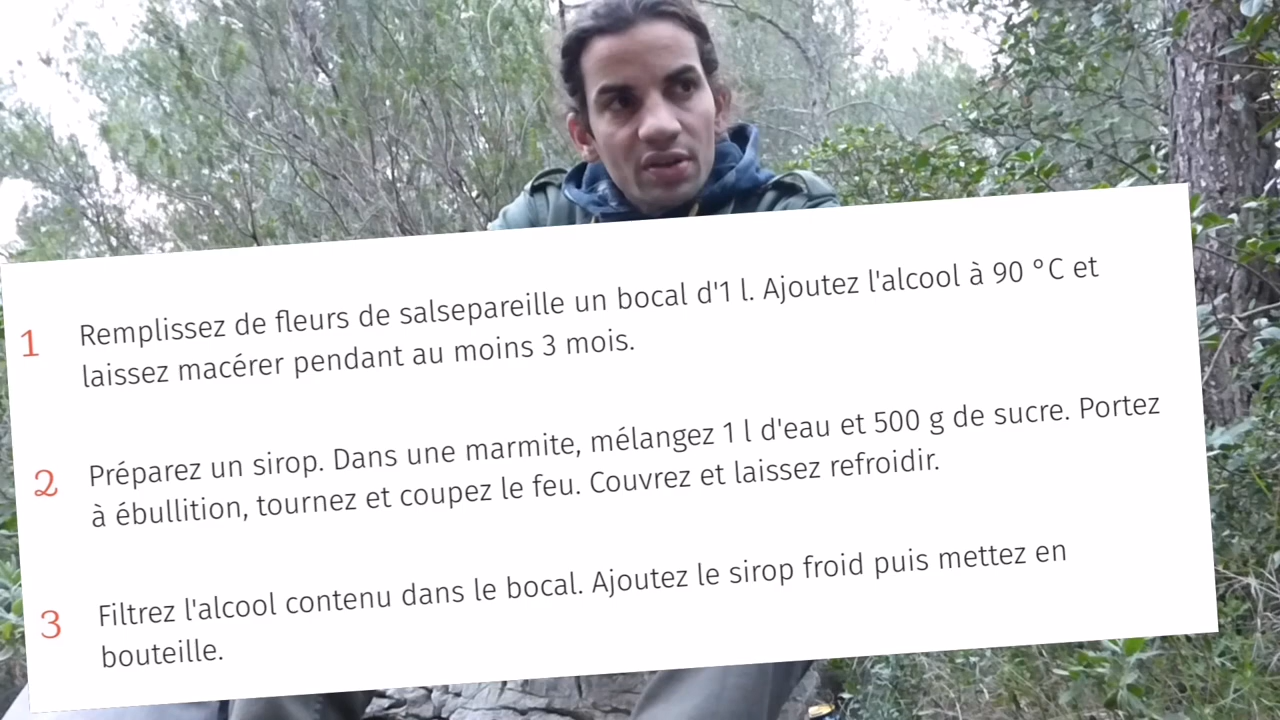 1 Remplissez de fleurs de salsepareille un bocal d'1 l. Ajoutez l'alcool à 90 °C et
laissez macérer pendant au moins 3 mois.
2 Préparez un sirop. Dans une marmite, mélangez 1 l d'eau et 500 g de sucre. Portez
à ébullition, tournez et coupez le feu. Couvrez et laissez refroidir.
3 Filtrez l'alcool contenu dans le bocal. Ajoutez le sirop froid puis mettez en
bouteille.